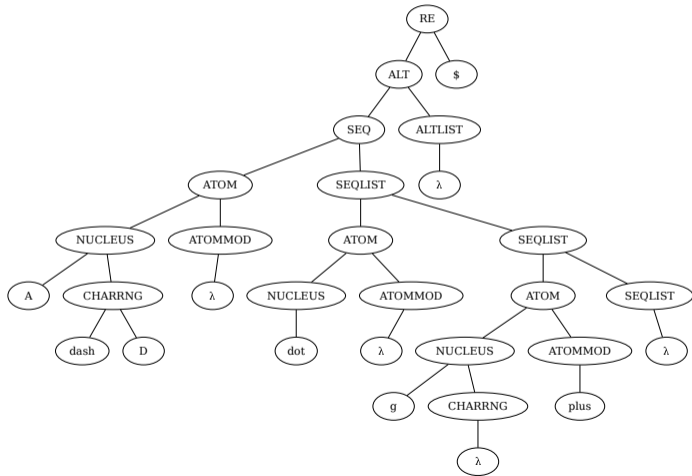 RE
ALT $
SEQ ALTLIST
ATOM SEQLIST λ
NUCLEUS ATOMMOD ATOM SEQLIST
A CHARRNG λ NUCLEUS ATOMMOD ATOM SEQLIST
dash D dot λ NUCLEUS ATOMMOD λ
g CHARRNG plus
λ